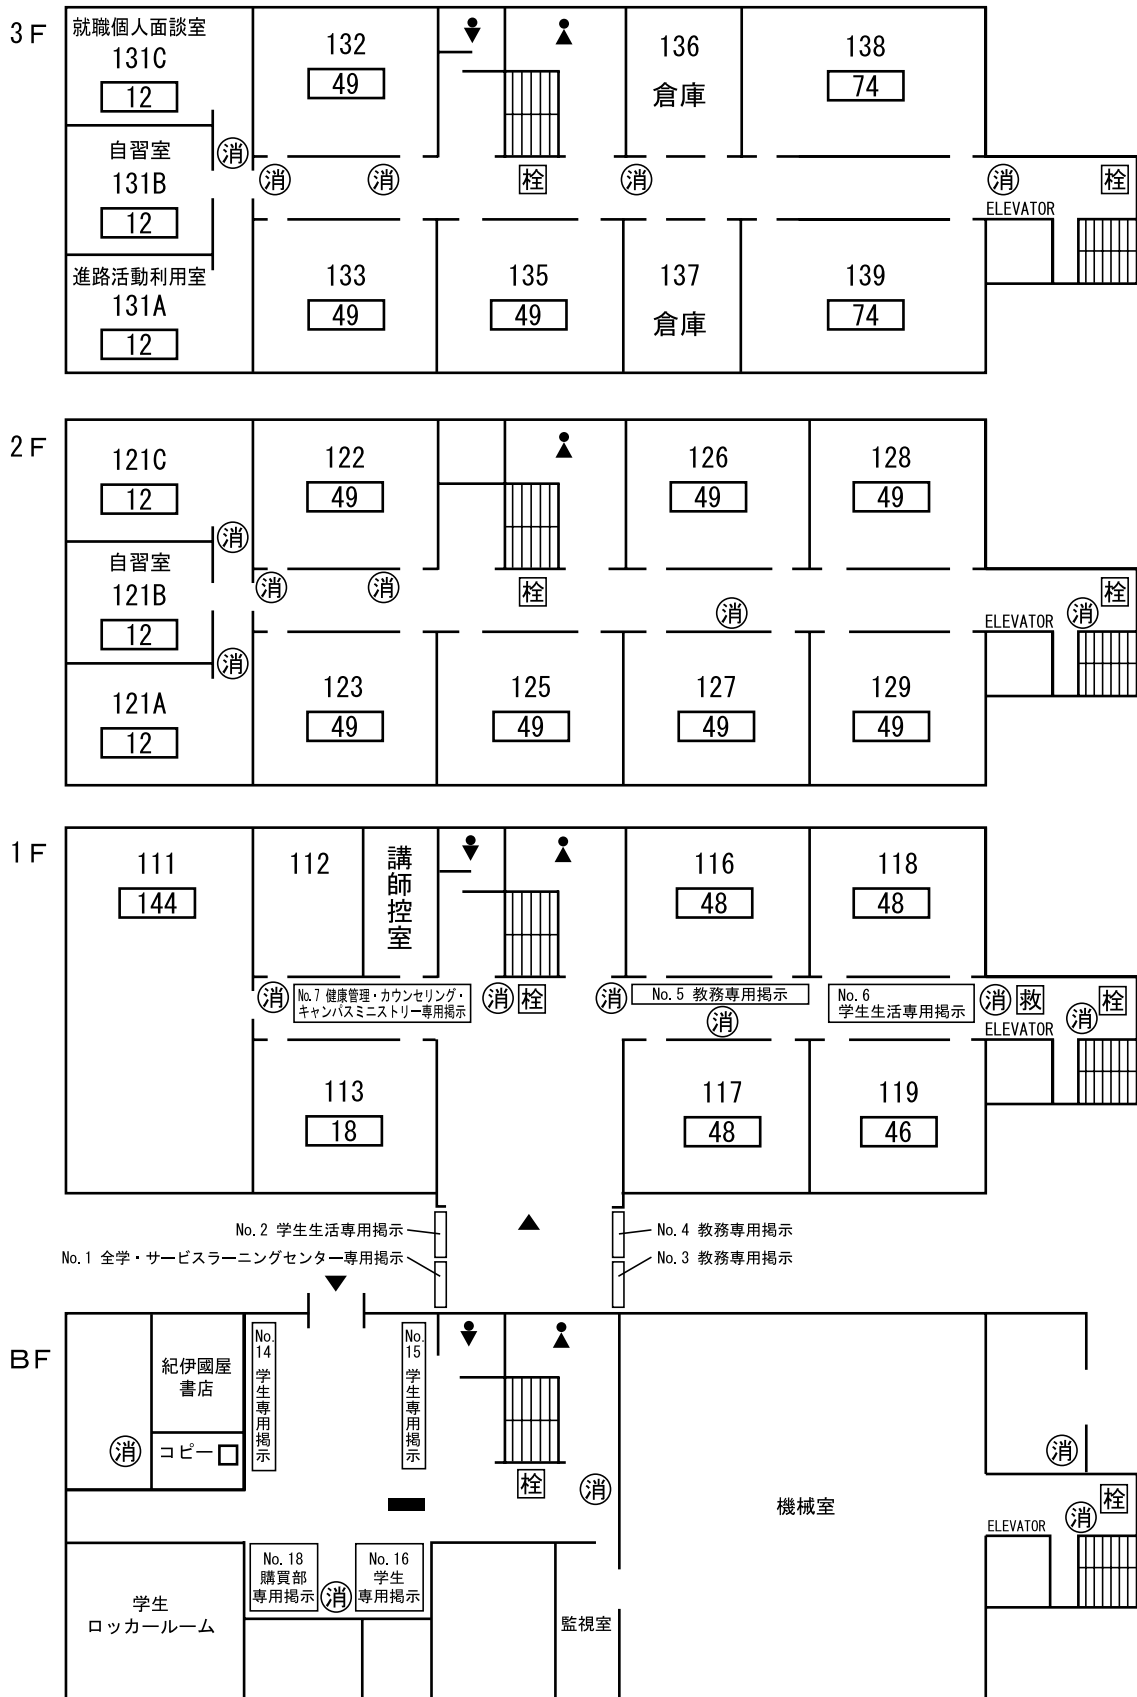 3F
就職個人面談室
131C
12
132
49
136
倉庫
138
74
自習室
131B
12
消
消
消
栓
消
消
栓
ELEVATOR
進路活動利用室
131A
12
133
49
135
49
137
倉庫
139
74
2F
121C
12
122
49
126
49
128
49
消
自習室
121B
12
消
消
栓
消
消
栓
ELEVATOR
消
121A
12
123
49
125
49
127
49
129
49
1F
111
144
112
講師控室
116
48
118
48
消
No.7 健康管理・カウンセリング・
キャンパスミニストリー専用掲示
消
栓
消
No.5 教務専用掲示
消
No.6
学生生活専用掲示
消
救
消
栓
ELEVATOR
113
18
117
48
119
46
No.2 学生生活専用掲示
No.1 全学・サービスラーニングセンター専用掲示
No.4 教務専用掲示
No.3 教務専用掲示
BF
紀伊國屋
書店
コピー
消
No.
14
学生専用掲示
No.
15
学生専用掲示
栓
消
機械室
消
消
栓
ELEVATOR
学生
ロッカールーム
No.18
購買部
専用掲示
消
No.16
学生
専用掲示
監視室